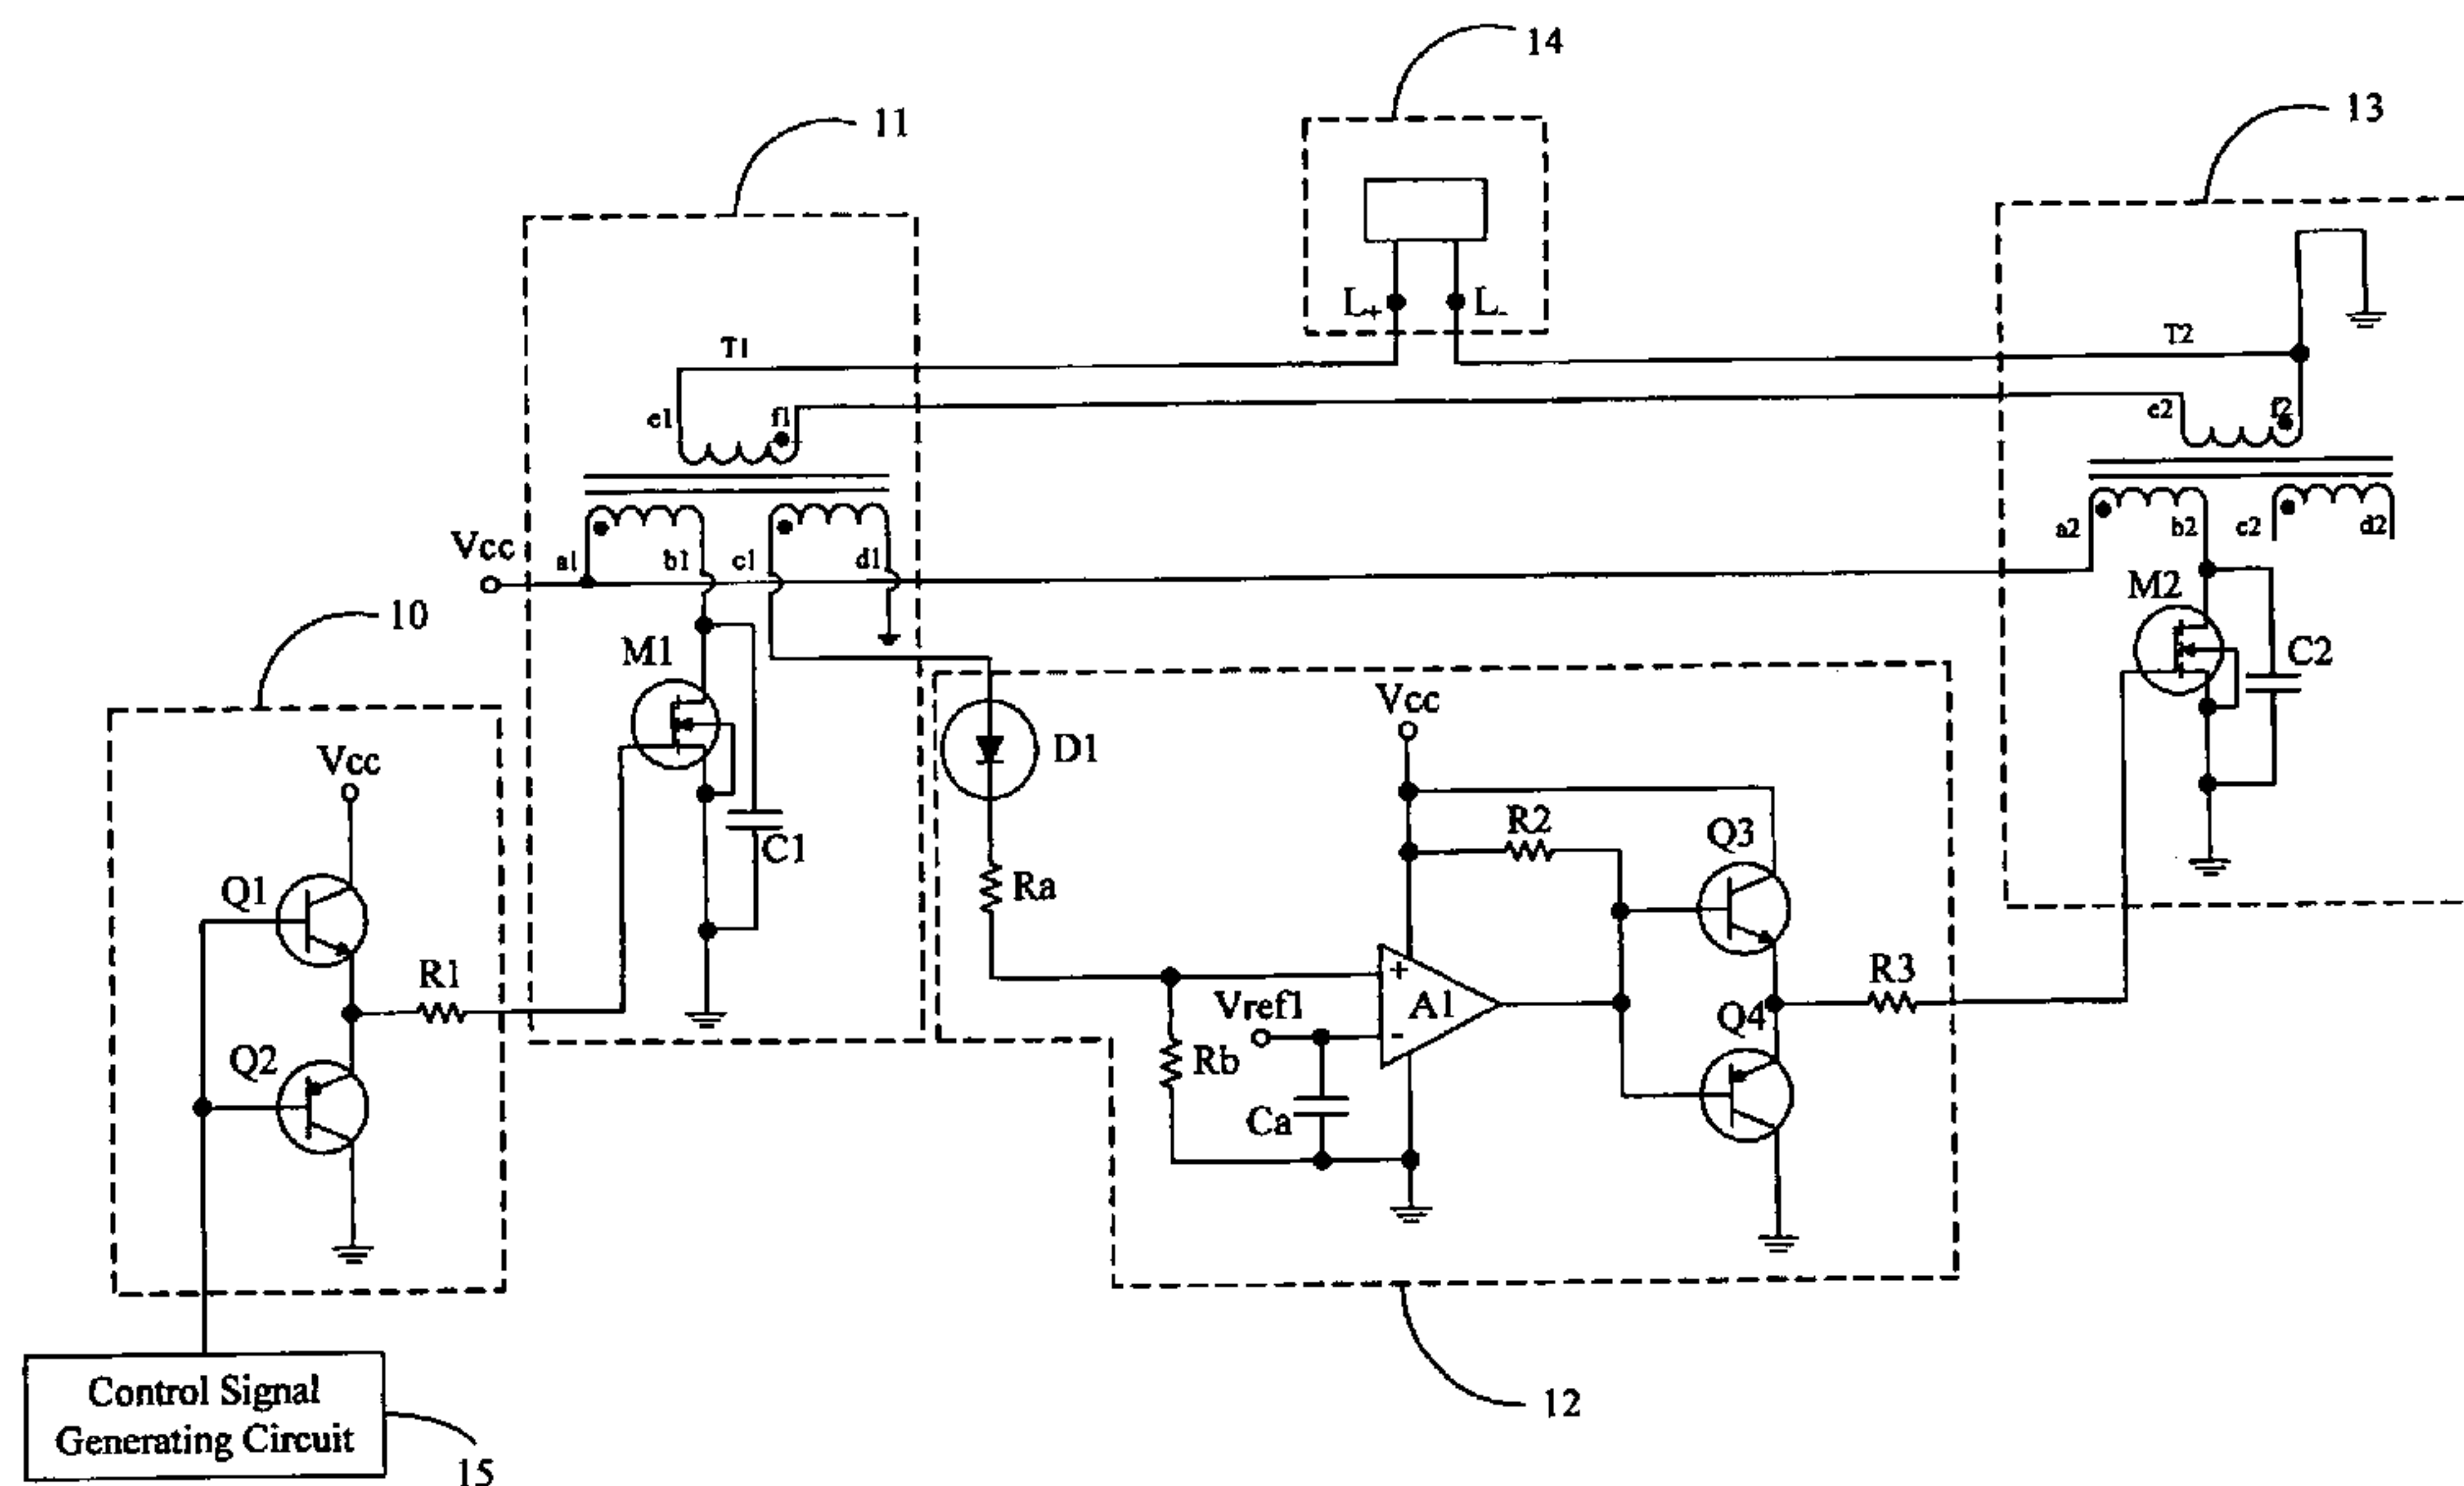 14
11
13
T1
L+
L-
T2
e1
f1
e2
f2
Vcc
a1
b1
c1
d1
a2
b2
c2
d2
10
M1
M2
C2
Vcc
D1
Vcc
R2
Q3
C1
Q1
Ra
R1
R3
Vref1
A1
+
-
Q4
Q2
Rb
Ca
Control Signal
Generating Circuit
12
15